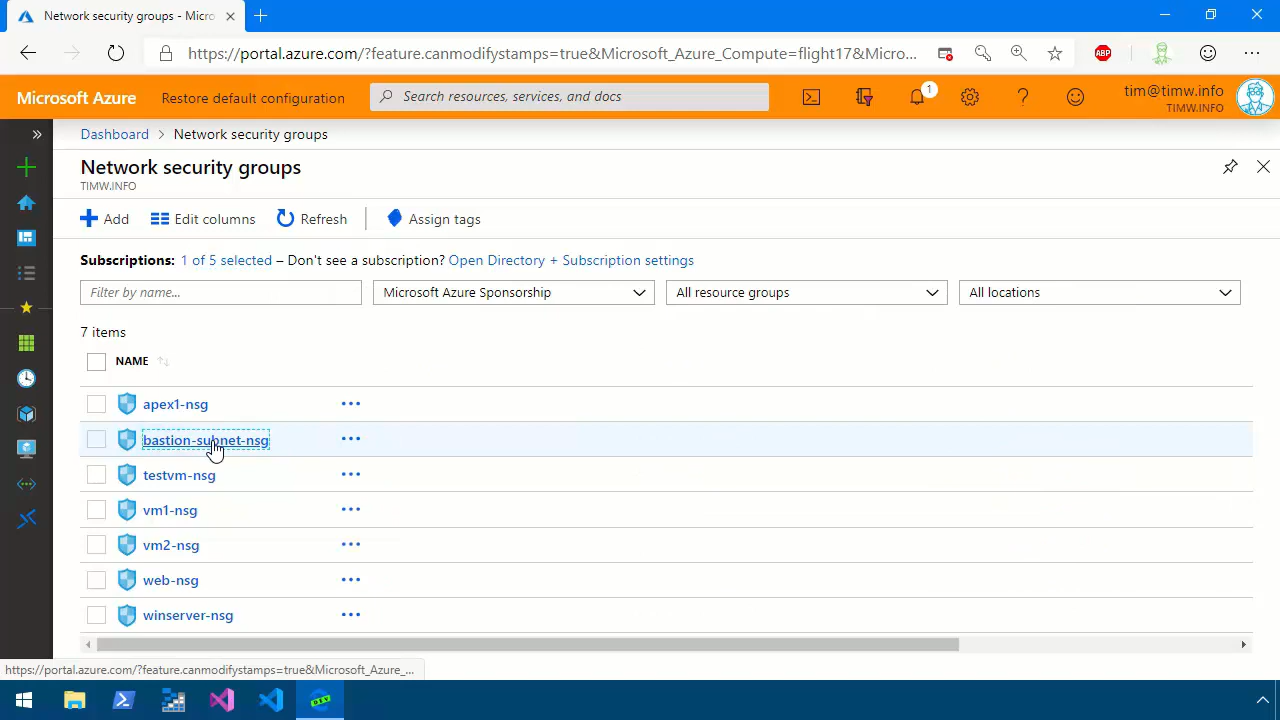 Network security groups - Micro
https://portal.azure.com/?feature.canmodifystamps=true&Microsoft_Azure_Compute=flight17&Micro...
ABP
Microsoft Azure
Restore default configuration
Search resources, services, and docs
1
tim@timw.info
TIMW.INFO
Dashboard > Network security groups
Network security groups
TIMW.INFO
Add
Edit columns
Refresh
Assign tags
Subscriptions: 1 of 5 selected – Don't see a subscription? Open Directory + Subscription settings
Filter by name...
Microsoft Azure Sponsorship
All resource groups
All locations
7 items
NAME
apex1-nsg
bastion-subnet-nsg
testvm-nsg
vm1-nsg
vm2-nsg
web-nsg
winserver-nsg
https://portal.azure.com/?feature.canmodifystamps=true&Microsoft_Azure_...
DEV